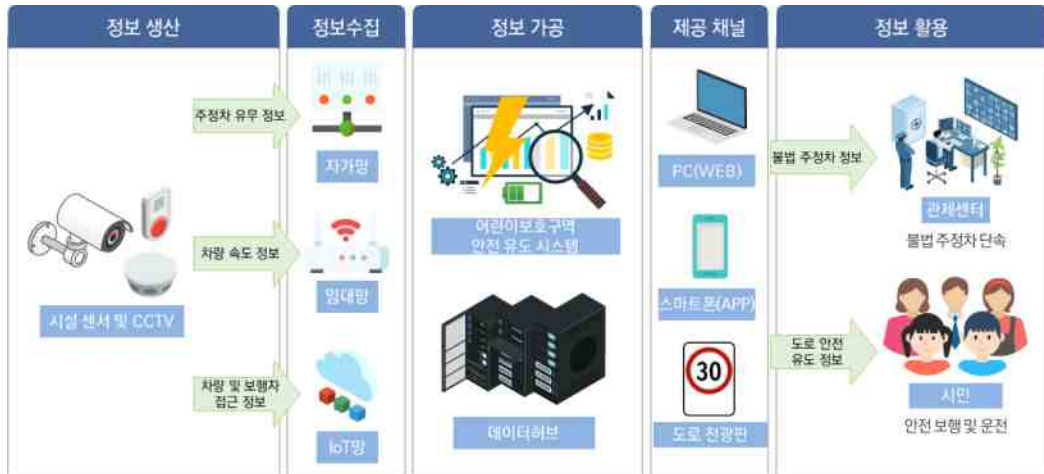 정보 생산
정보수집
정보 가공
제공 채널
정보 활용
주정차 유무 정보
차량 속도 정보
차량 및 보행자
접근 정보
시설 센서 및 CCTV
자가망
임대망
IoT망
어린이보호구역
안전 유도 시스템
데이터허브
PC(WEB)
스마트폰(APP)
30
도로 전광판
불법 주정차 정보
도로 안전
유도 정보
관제센터
불법 주정차 단속
시민
안전 보행 및 운전